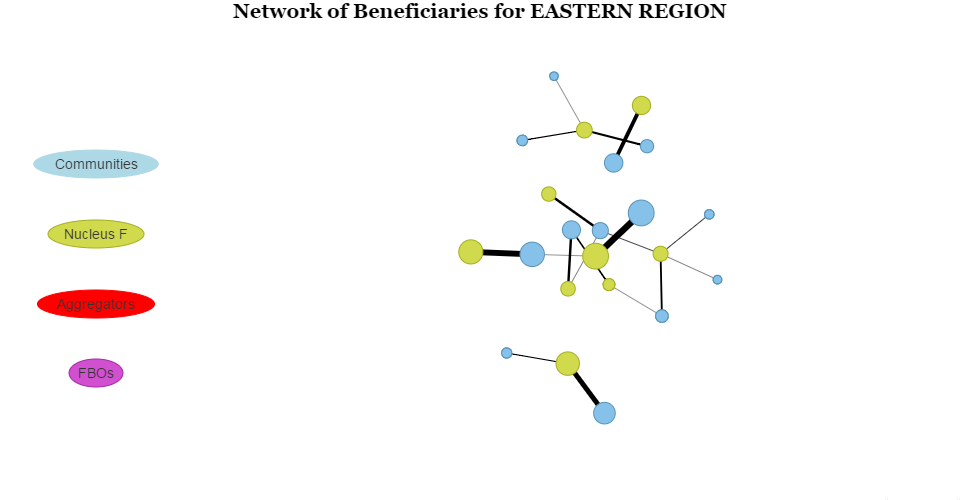 Network of Beneficiaries for EASTERN REGION
Communities
Nucleus F
Aggregators
FBOs